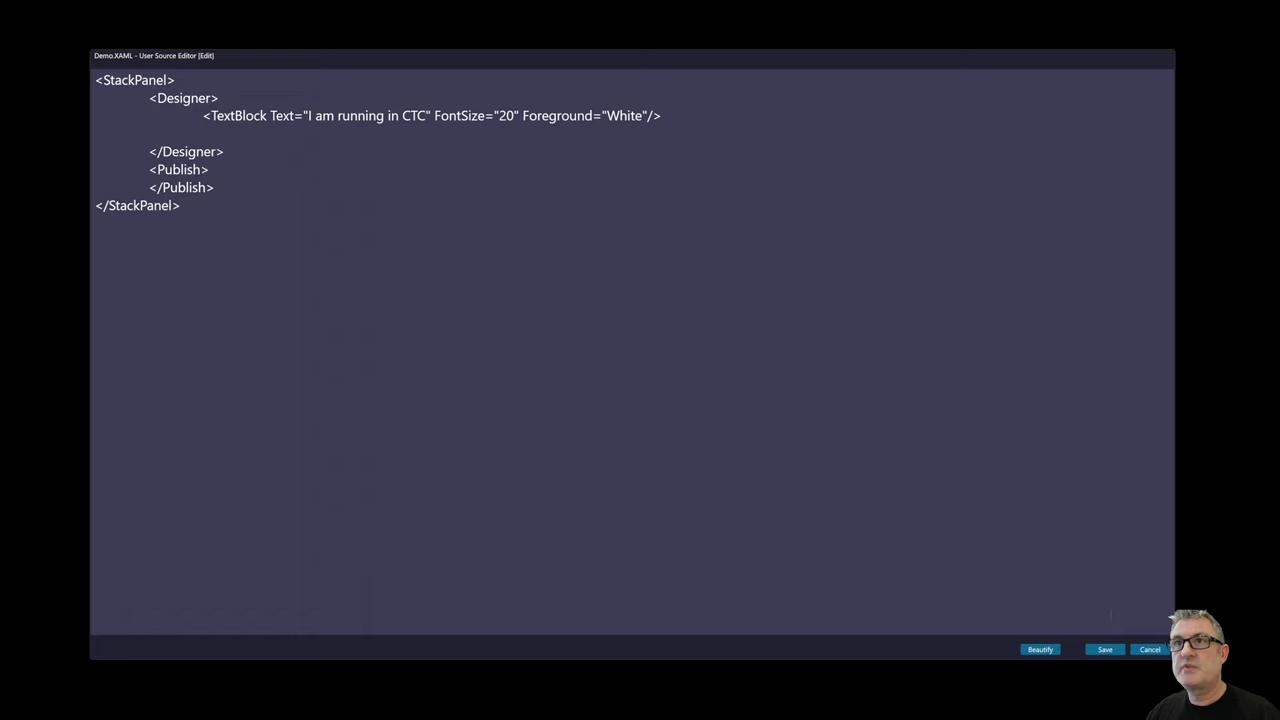 Demo.XAML - User Source Editor [Edit]
<StackPanel>
<Designer>
<TextBlock Text="I am running in CTC" FontSize="20" Foreground="White"/>
</Designer>
<Publish>
</Publish>
</StackPanel>
Beautify Save Cancel